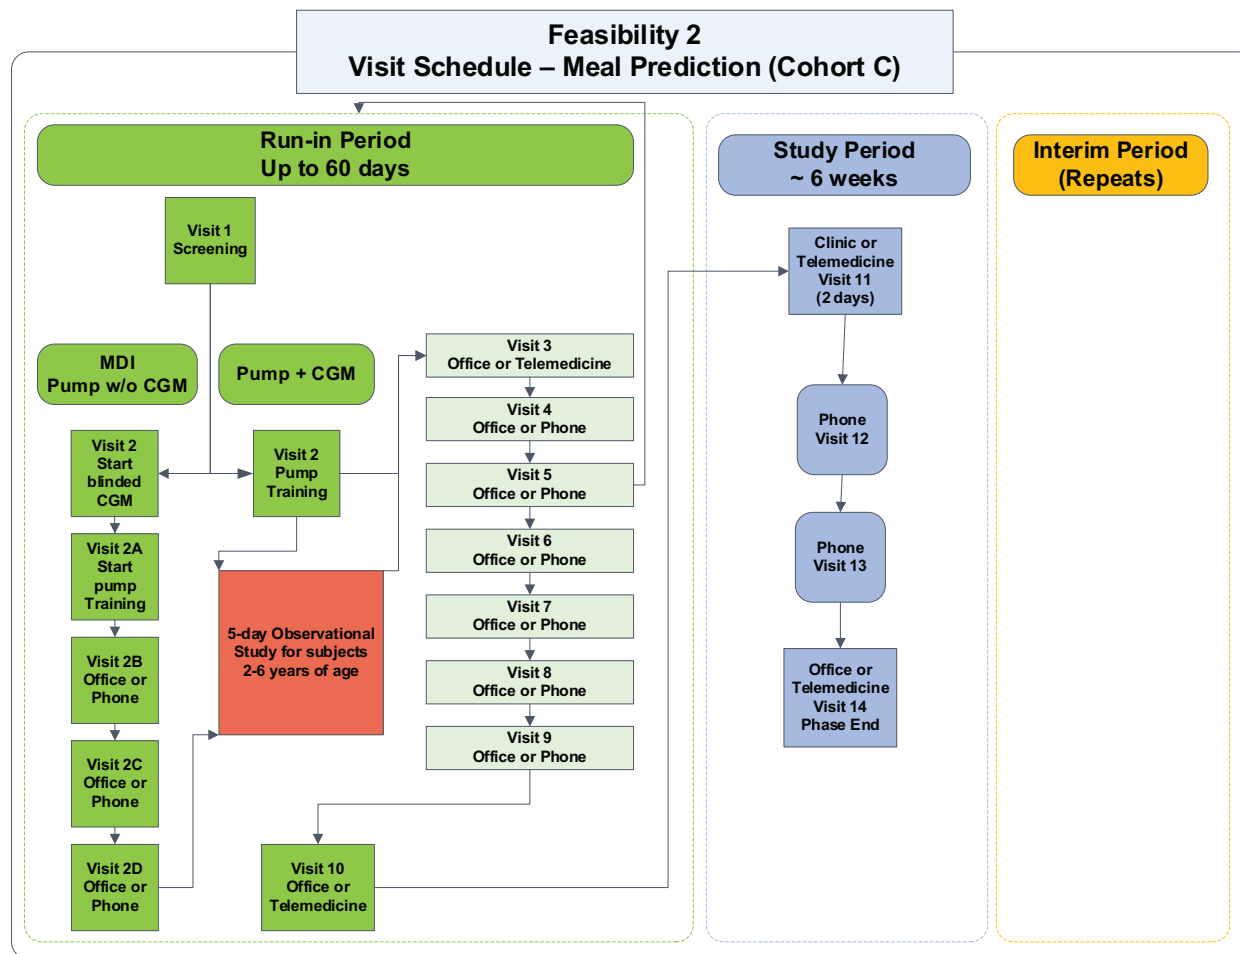 Feasibility 2
Visit Schedule – Meal Prediction (Cohort C)
Run-in Period
Up to 60 days
Visit 1
Screening
MDI
Pump w/o CGM
Pump + CGM
Visit 2
Start
blinded
CGM
Visit 2
Pump
Training
Visit 2A
Start
pump
Training
Visit 2B
Office or
Phone
Visit 2C
Office or
Phone
Visit 2D
Office or
Phone
5-day Observational
Study for subjects
2-6 years of age
Visit 3
Office or Telemedicine
Visit 4
Office or Phone
Visit 5
Office or Phone
Visit 6
Office or Phone
Visit 7
Office or Phone
Visit 8
Office or Phone
Visit 9
Office or Phone
Visit 10
Office or
Telemedicine
Study Period
~ 6 weeks
Clinic or
Telemedicine
Visit 11
(2 days)
Phone
Visit 12
Phone
Visit 13
Office or
Telemedicine
Visit 14
Phase End
Interim Period
(Repeats)